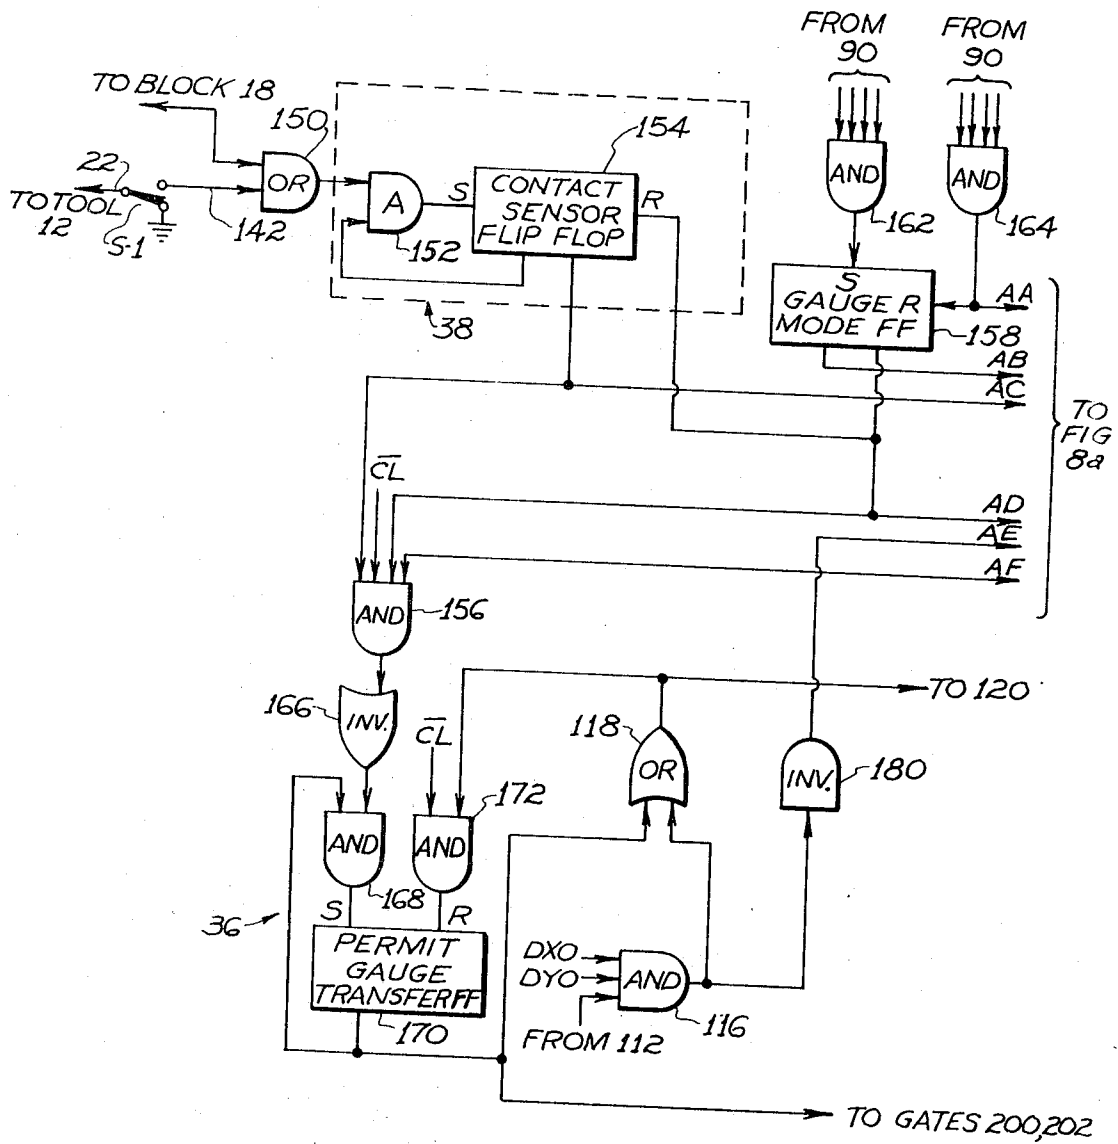 FROM
90
FROM
90
TO BLOCK 18
150
154
22
OR
A
S
CONTACT
SENSOR
FLIP FLOP
R
AND
AND
162
164
TO TOOL
12
S-1
142
152
38
S
GAUGE R
MODE FF
158
AA
AB
AC
TO
FIG
8a
C̅L̅
AD
AE
AF
AND
156
166
INV.
C̅L̅
TO 120
118
OR
INV.
180
172
AND
AND
168
36
S
R
PERMIT
GAUGE
TRANSFER FF
170
DXO
DYO
AND
FROM 112
116
TO GATES 200,202